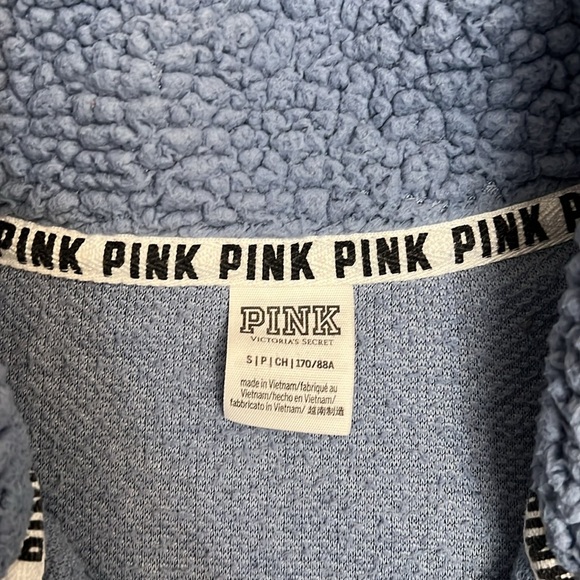 PINK PINK PINK PINK PINK
PINK
VICTORIA'S SECRET
S|P|CH|170/88A
made in Vietnam/fabriqué au
Vietnam/hecho en Vietnam/
fabbricato in Vietnam/ 越南制造